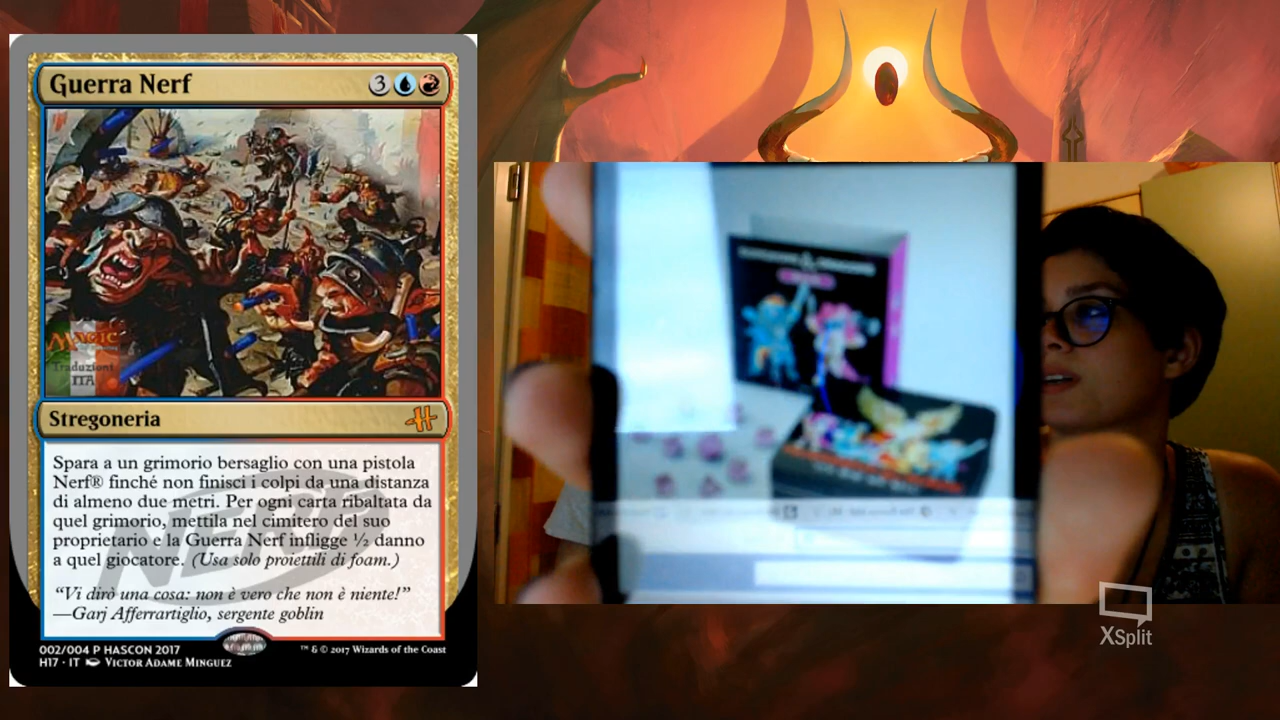 Guerra Nerf
3
MAGIC
Traduzioni
ITA
Stregoneria
H
Spara a un grimorio bersaglio con una pistola
Nerf® finché non finisci i colpi da una distanza
di almeno due metri. Per ogni carta ribaltata da
quel grimorio, mettila nel cimitero del suo
proprietario e la Guerra Nerf infligge ½ danno
a quel giocatore. (Usa solo proiettili di foam.)
“Vi dirò una cosa: non è vero che non è niente!”
—Garj Afferrartiglio, sergente goblin
NERF
002/004 P HASCON 2017
H17 · IT VICTOR ADAME MINGUEZ
™ & © 2017 Wizards of the Coast
XSplit